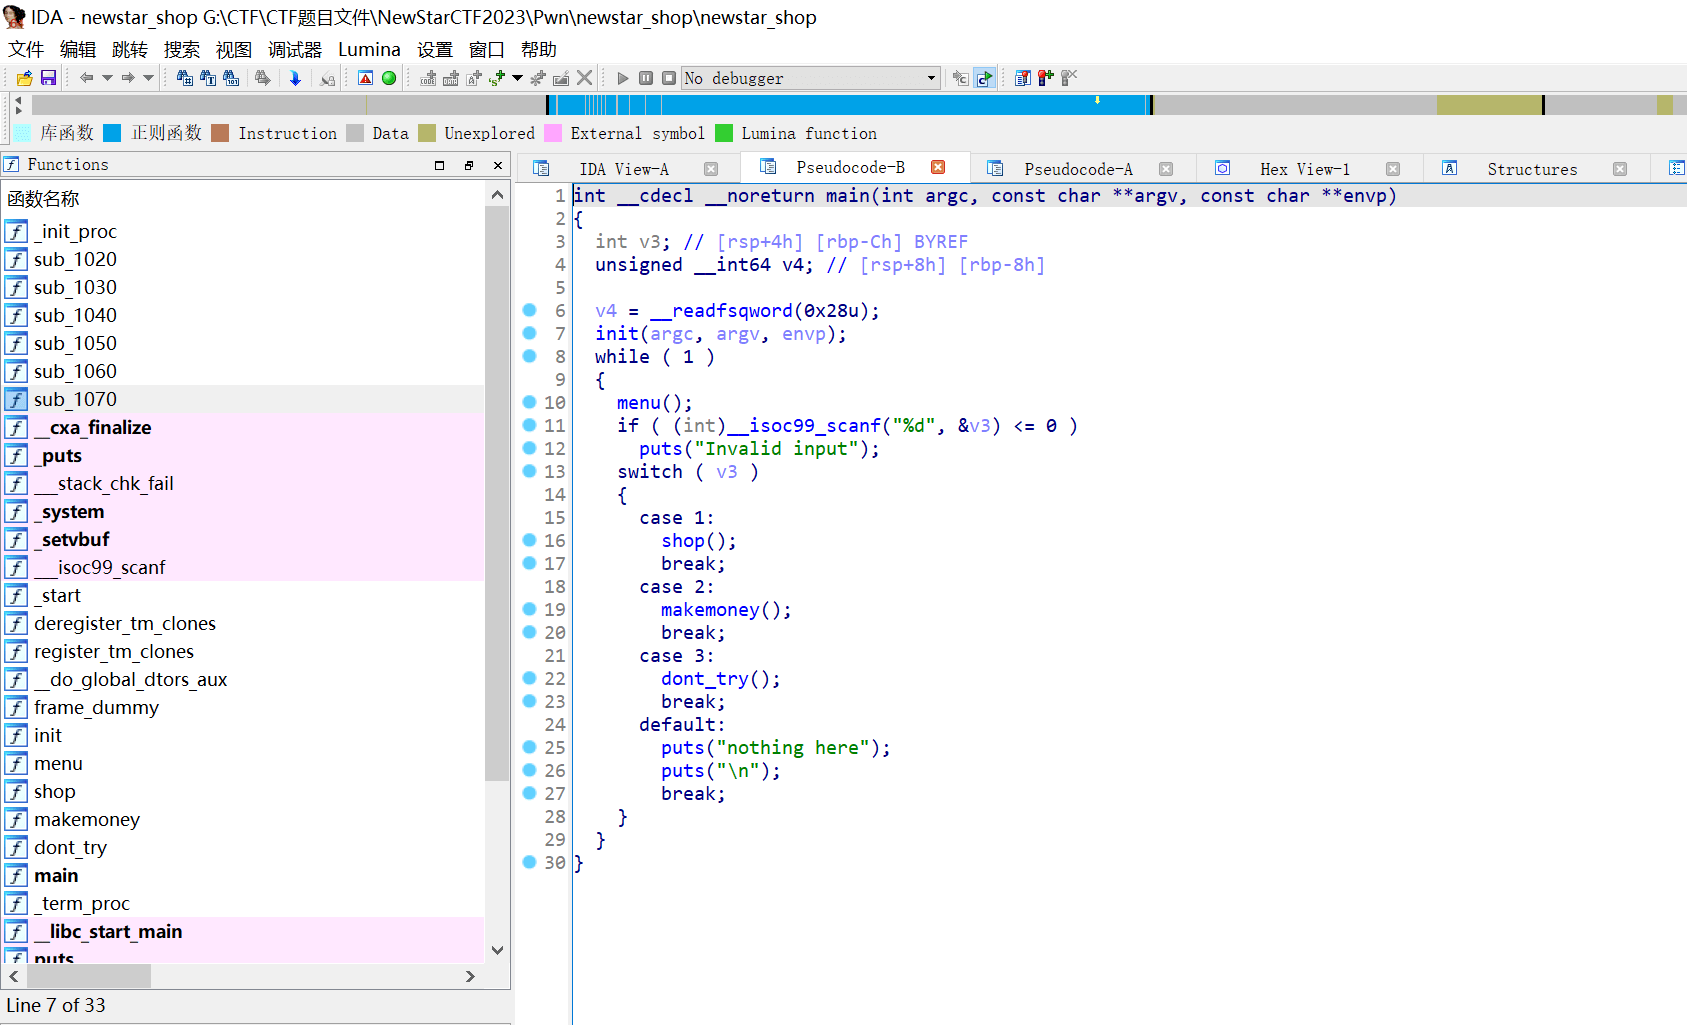 IDA - newstar_shop G:\CTF\CTF题目文件\NewStarCTF2023\Pwn\newstar_shop\newstar_shop
文件 编辑 跳转 搜索 视图 调试器 Lumina 设置 窗口 帮助
No debugger
库函数 正则函数 Instruction Data Unexplored External symbol Lumina function
Functions
函数名称
_init_proc
sub_1020
sub_1030
sub_1040
sub_1050
sub_1060
sub_1070
__cxa_finalize
_puts
___stack_chk_fail
_system
_setvbuf
___isoc99_scanf
_start
deregister_tm_clones
register_tm_clones
__do_global_dtors_aux
frame_dummy
init
menu
shop
makemoney
dont_try
main
_term_proc
__libc_start_main
puts
Line 7 of 33
IDA View-A Pseudocode-B Pseudocode-A Hex View-1 Structures
1 int __cdecl __noreturn main(int argc, const char **argv, const char **envp)
2 {
3 int v3; // [rsp+4h] [rbp-Ch] BYREF
4 unsigned __int64 v4; // [rsp+8h] [rbp-8h]
5
6 v4 = __readfsqword(0x28u);
7 init(argc, argv, envp);
8 while ( 1 )
9 {
10 menu();
11 if ( (int)__isoc99_scanf("%d", &v3) <= 0 )
12 puts("Invalid input");
13 switch ( v3 )
14 {
15 case 1:
16 shop();
17 break;
18 case 2:
19 makemoney();
20 break;
21 case 3:
22 dont_try();
23 break;
24 default:
25 puts("nothing here");
26 puts("\n");
27 break;
28 }
29 }
30 }